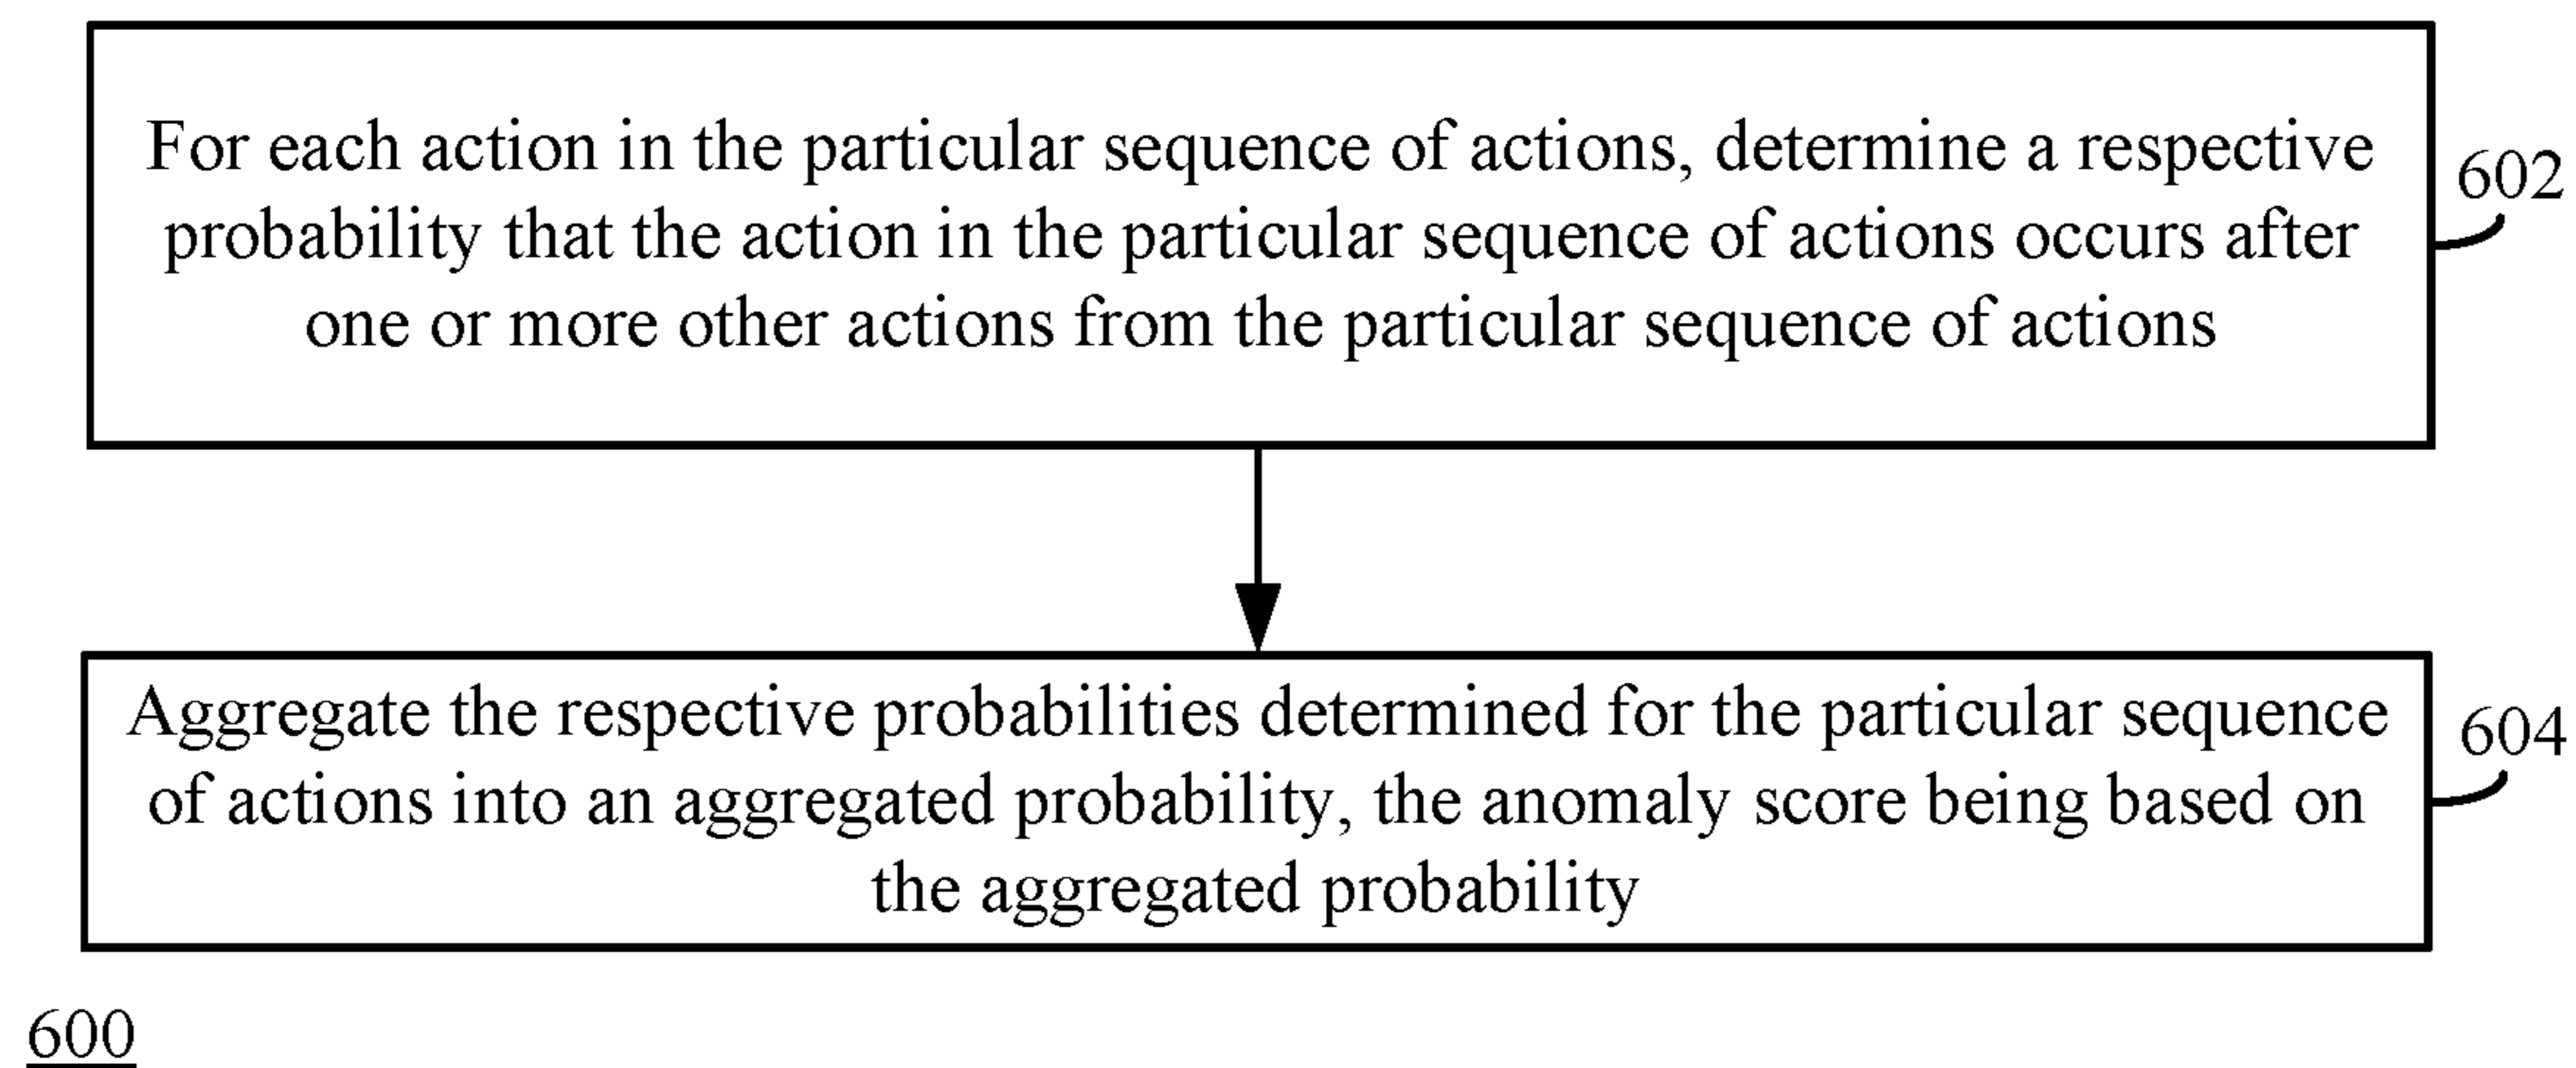 For each action in the particular sequence of actions, determine a respective
probability that the action in the particular sequence of actions occurs after
one or more other actions from the particular sequence of actions
602
Aggregate the respective probabilities determined for the particular sequence
of actions into an aggregated probability, the anomaly score being based on
the aggregated probability
604
600